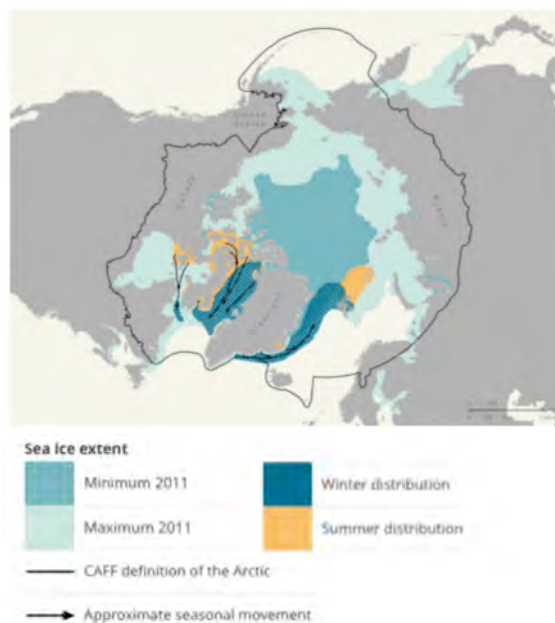 Sea ice extent
Minimum 2011
Winter distribution
Maximum 2011
Summer distribution
CAFF definition of the Arctic
Approximate seasonal movement